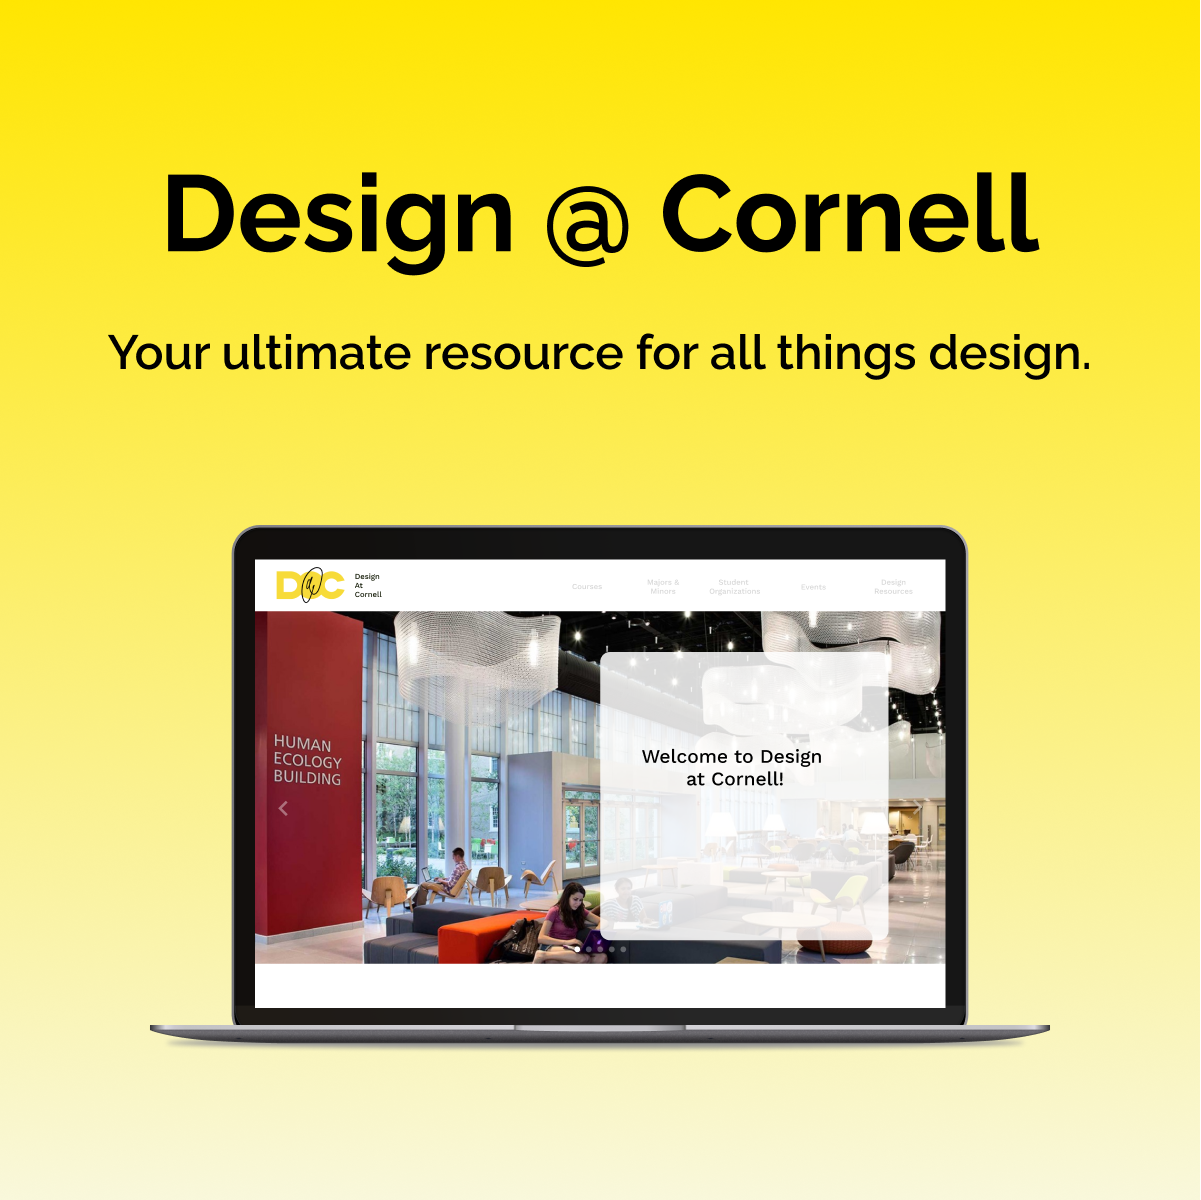 Design @ Cornell
Your ultimate resource for all things design.
D@C
Design
At
Cornell
Courses
Majors &
Minors
Student
Organizations
Events
Design
Resources
HUMAN
ECOLOGY
BUILDING
Welcome to Design
at Cornell!